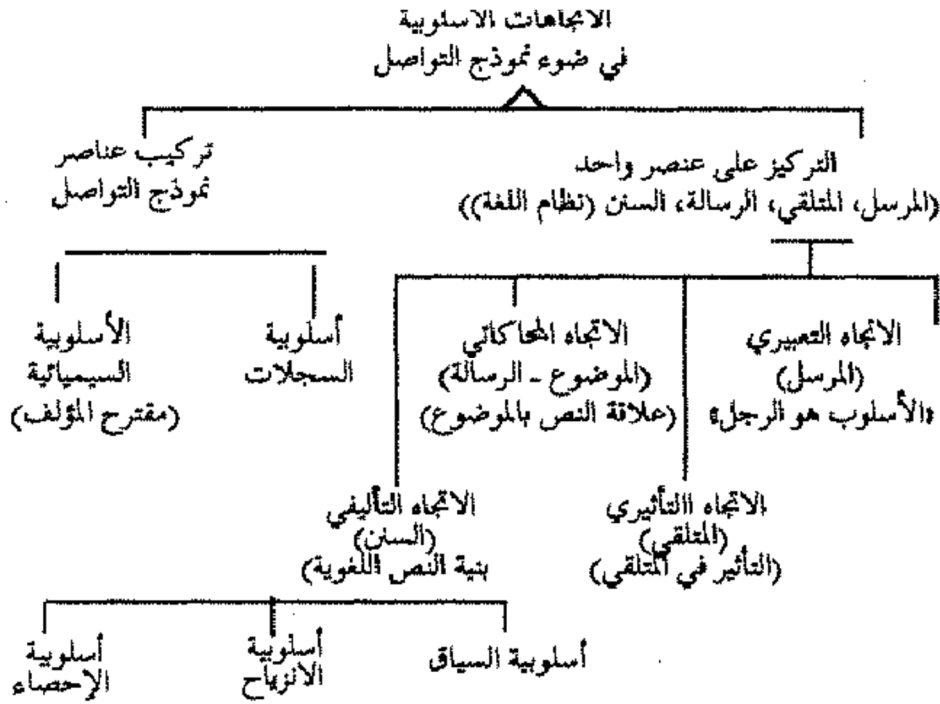 الاتجاهات الاسلوبية
في ضوء نموذج التواصل
التركيز على عنصر واحد
(المرسل، المتلقي، الرسالة، السنن (نظام اللغة))
تركيب عناصر
نموذج التواصل
الاتجاه التعبيري
(المرسل)
«الأسلوب هو الرجل»
الاتجاه المحاكاتي
(الموضوع - الرسالة)
(علاقة النص بالموضوع)
أسلوبية
السجلات
الأسلوبية
السيميائية
(مقترح المؤلف)
الاتجاه االتأثيري
(المتلقي)
(التأثير في المتلقي)
الاتجاه التأليفي
(السنن)
بنية النص اللغوية)
أسلوبية السياق
أسلوبية
الانزياح
أسلوبية
الإحصاء